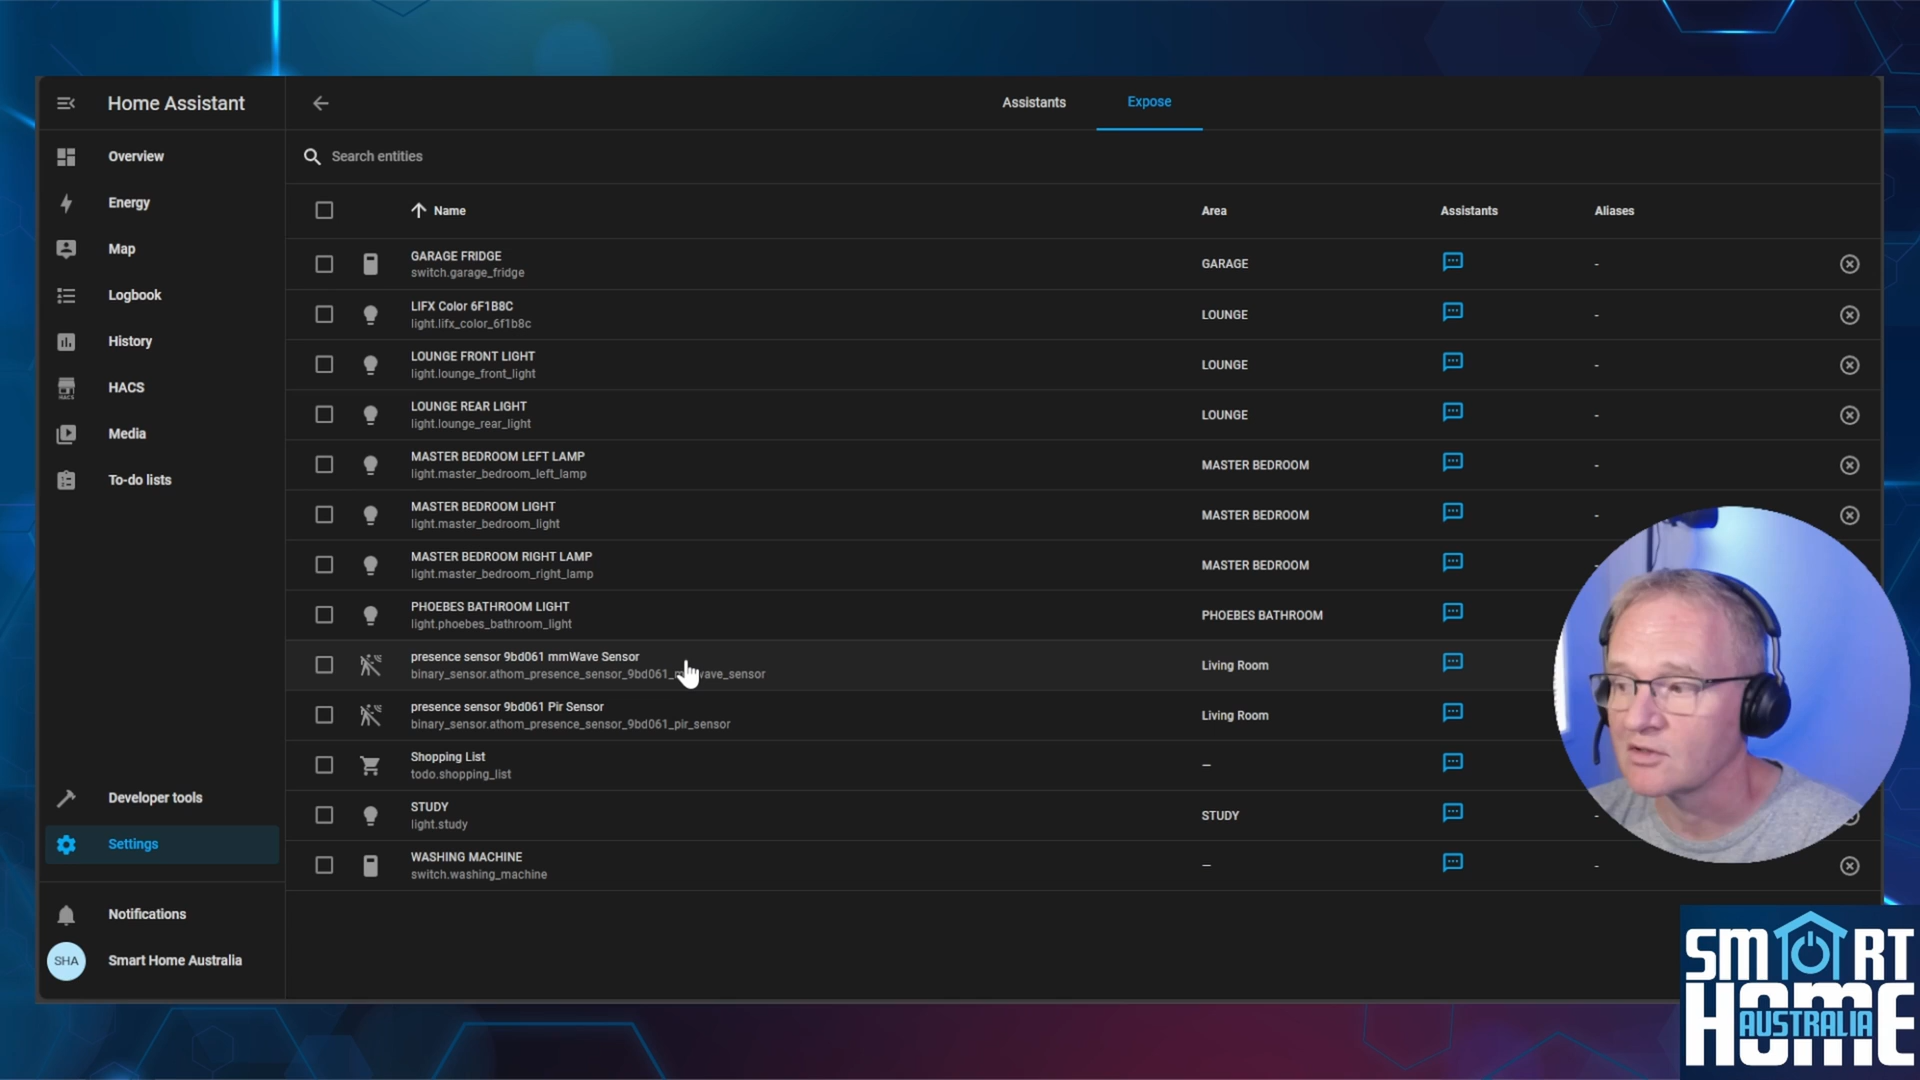 Home Assistant
Assistants
Expose
Search entities
Overview
Energy
Map
Logbook
History
HACS
HACS
Media
To-do lists
Developer tools
Settings
Notifications
SHA
Smart Home Australia
Name
Area
Assistants
Aliases
GARAGE FRIDGE
switch.garage_fridge
GARAGE
-
LIFX Color 6F1B8C
light.lifx_color_6f1b8c
LOUNGE
-
LOUNGE FRONT LIGHT
light.lounge_front_light
LOUNGE
-
LOUNGE REAR LIGHT
light.lounge_rear_light
LOUNGE
-
MASTER BEDROOM LEFT LAMP
light.master_bedroom_left_lamp
MASTER BEDROOM
-
MASTER BEDROOM LIGHT
light.master_bedroom_light
MASTER BEDROOM
-
MASTER BEDROOM RIGHT LAMP
light.master_bedroom_right_lamp
MASTER BEDROOM
-
PHOEBES BATHROOM LIGHT
light.phoebes_bathroom_light
PHOEBES BATHROOM
presence sensor 9bd061 mmWave Sensor
binary_sensor.athom_presence_sensor_9bd061_m wave_sensor
Living Room
presence sensor 9bd061 Pir Sensor
binary_sensor.athom_presence_sensor_9bd061_pir_sensor
Living Room
Shopping List
todo.shopping_list
–
STUDY
light.study
STUDY
-
WASHING MACHINE
switch.washing_machine
–
-
SMART
HOME
AUSTRALIA